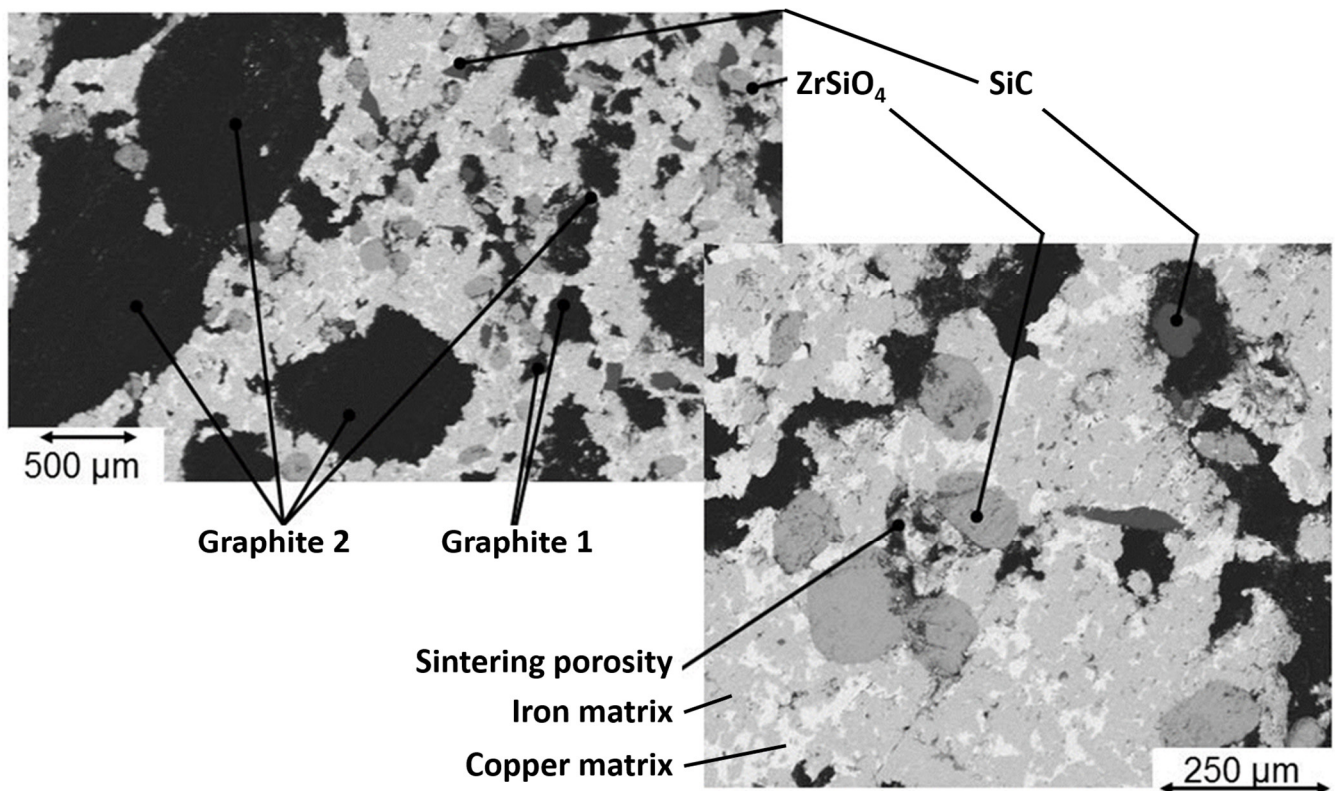 ZrSiO₄
SiC
500 µm
Graphite 2
Graphite 1
Sintering porosity
Iron matrix
Copper matrix
250 µm